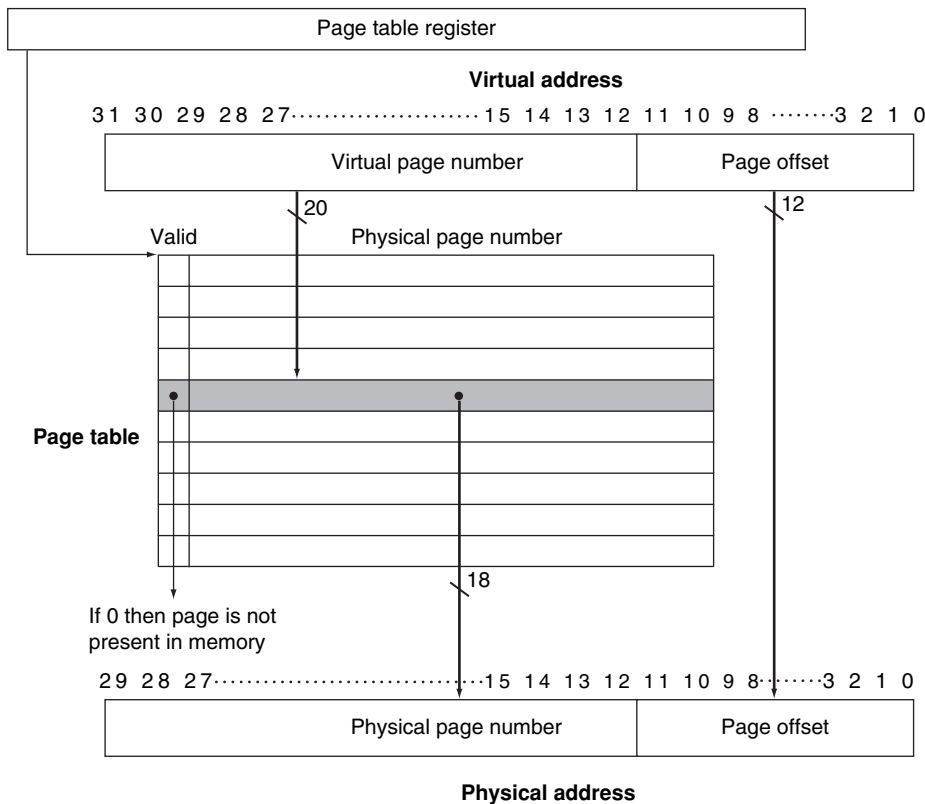 Page table register
Virtual address
31 30 29 28 27·····················15 14 13 12 11 10 9 8 ········3 2 1 0
Virtual page number Page offset
20 12
Valid Physical page number
Page table
18
If 0 then page is not
present in memory
29 28 27·····························15 14 13 12 11 10 9 8········3 2 1 0
Physical page number Page offset
Physical address